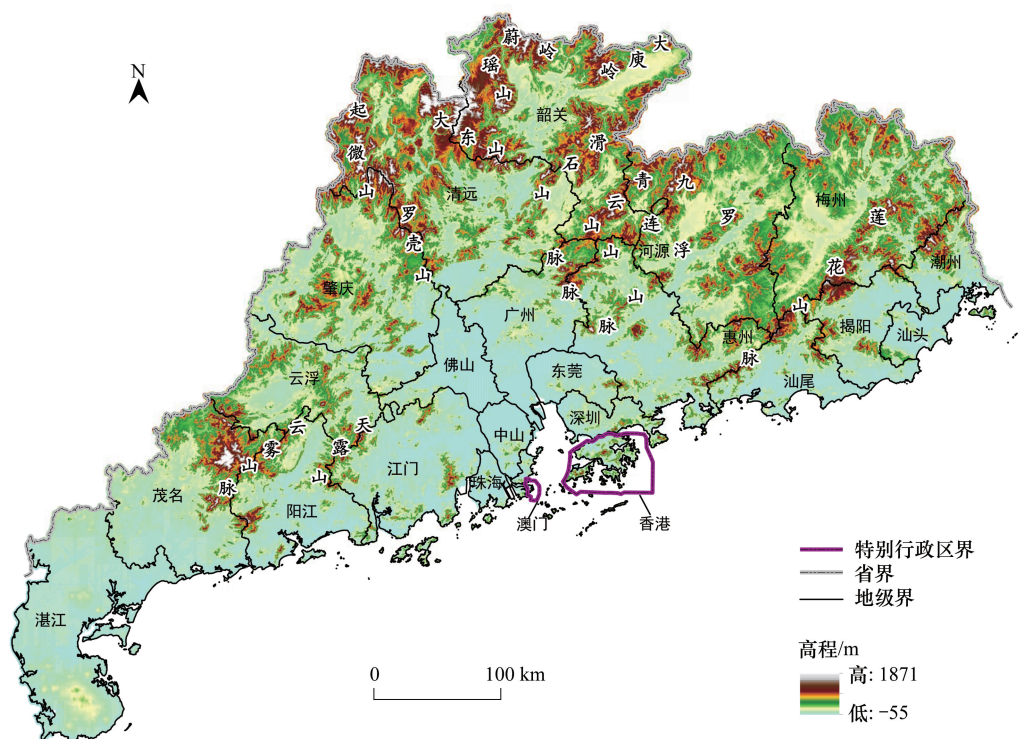 N
蔚岭
大庾岭
瑶山
韶关
起微山
大东山
滑石山
青云山脉
九连山脉
罗浮山脉
清远
罗壳山
梅州
莲花山脉
河源
潮州
肇庆
广州
惠州
揭阳
汕头
佛山
东莞
汕尾
云浮
深圳
中山
云雾山脉
天露山
江门
珠海
茂名
阳江
澳门
香港
湛江
特别行政区界
省界
地级界
高程/m
高: 1871
低: -55
0 100 km